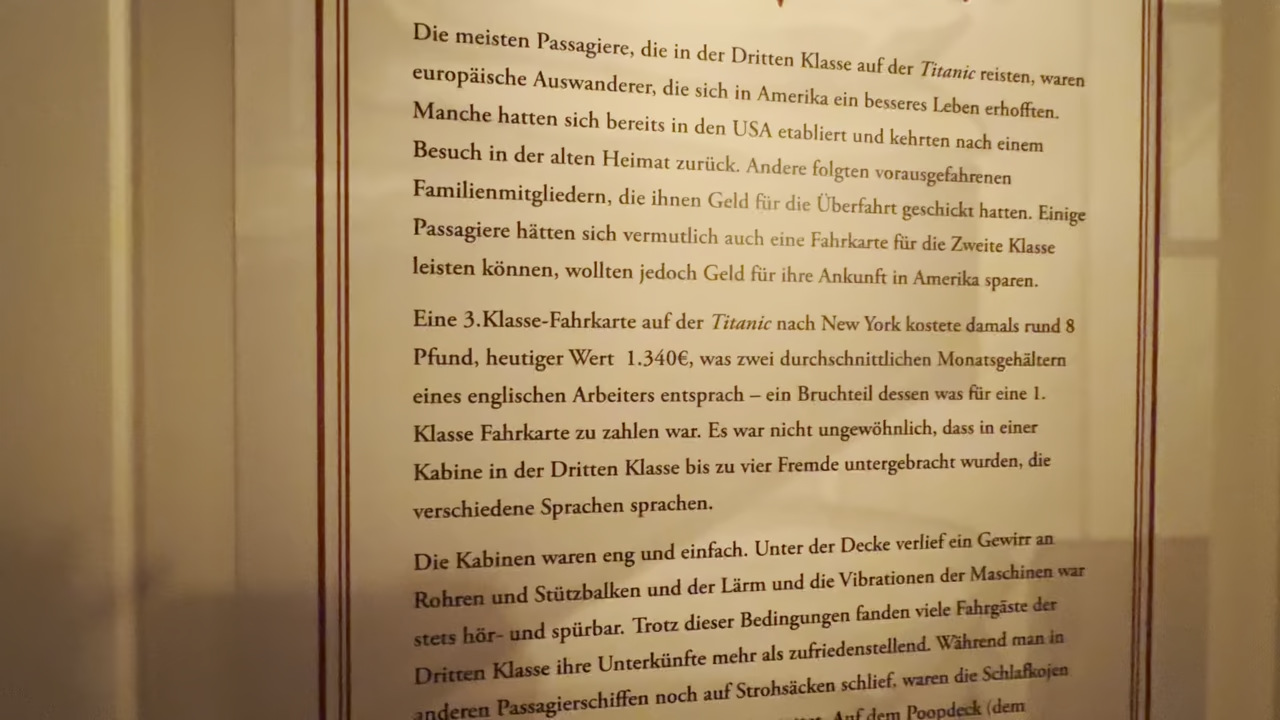 Die meisten Passagiere, die in der Dritten Klasse auf der Titanic reisten, waren
europäische Auswanderer, die sich in Amerika ein besseres Leben erhofften.
Manche hatten sich bereits in den USA etabliert und kehrten nach einem
Besuch in der alten Heimat zurück. Andere folgten vorausgefahrenen
Familienmitgliedern, die ihnen Geld für die Überfahrt geschickt hatten. Einige
Passagiere hätten sich vermutlich auch eine Fahrkarte für die Zweite Klasse
leisten können, wollten jedoch Geld für ihre Ankunft in Amerika sparen.
Eine 3.Klasse-Fahrkarte auf der Titanic nach New York kostete damals rund 8
Pfund, heutiger Wert 1.340€, was zwei durchschnittlichen Monatsgehältern
eines englischen Arbeiters entsprach – ein Bruchteil dessen was für eine 1.
Klasse Fahrkarte zu zahlen war. Es war nicht ungewöhnlich, dass in einer
Kabine in der Dritten Klasse bis zu vier Fremde untergebracht wurden, die
verschiedene Sprachen sprachen.
Die Kabinen waren eng und einfach. Unter der Decke verlief ein Gewirr an
Rohren und Stützbalken und der Lärm und die Vibrationen der Maschinen war
stets hör- und spürbar. Trotz dieser Bedingungen fanden viele Fahrgäste der
Dritten Klasse ihre Unterkünfte mehr als zufriedenstellend. Während man in
anderen Passagierschiffen noch auf Strohsäcken schlief, waren die Schlafkojen
Auf dem Poopdeck (dem